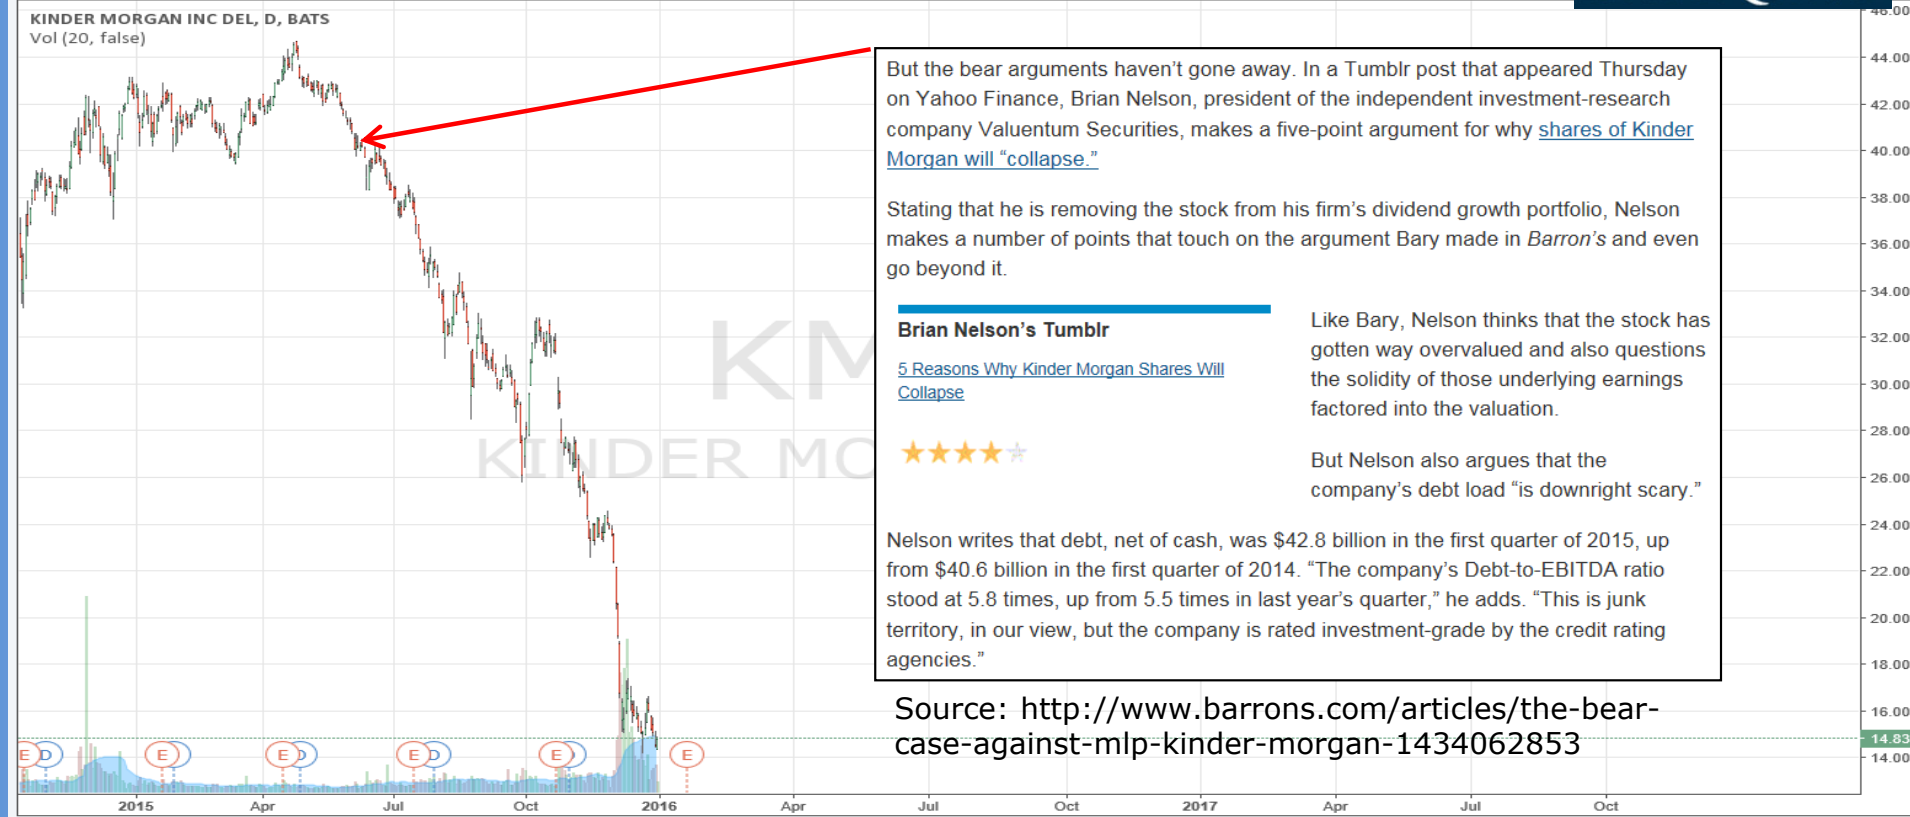 KINDER MORGAN INC DEL, D, BATS
Vol (20, false)
But the bear arguments haven't gone away. In a Tumblr post that appeared Thursday
on Yahoo Finance, Brian Nelson, president of the independent investment-research
company Valuentum Securities, makes a five-point argument for why shares of Kinder
Morgan will “collapse.”
Stating that he is removing the stock from his firm's dividend growth portfolio, Nelson
makes a number of points that touch on the argument Bary made in Barron's and even
go beyond it.
Brian Nelson's Tumblr
5 Reasons Why Kinder Morgan Shares Will
Collapse
Like Bary, Nelson thinks that the stock has
gotten way overvalued and also questions
the solidity of those underlying earnings
factored into the valuation.
But Nelson also argues that the
company's debt load “is downright scary.”
Nelson writes that debt, net of cash, was $42.8 billion in the first quarter of 2015, up
from $40.6 billion in the first quarter of 2014. “The company's Debt-to-EBITDA ratio
stood at 5.8 times, up from 5.5 times in last year's quarter,” he adds. “This is junk
territory, in our view, but the company is rated investment-grade by the credit rating
agencies.”
Source: http://www.barrons.com/articles/the-bear-
case-against-mlp-kinder-morgan-1434062853
KM
KINDER MO
46.00
44.00
42.00
40.00
38.00
36.00
34.00
32.00
30.00
28.00
26.00
24.00
22.00
20.00
18.00
16.00
14.83
14.00
E D E E D E D E E
2015 Apr Jul Oct 2016 Apr Jul Oct 2017 Apr Jul Oct